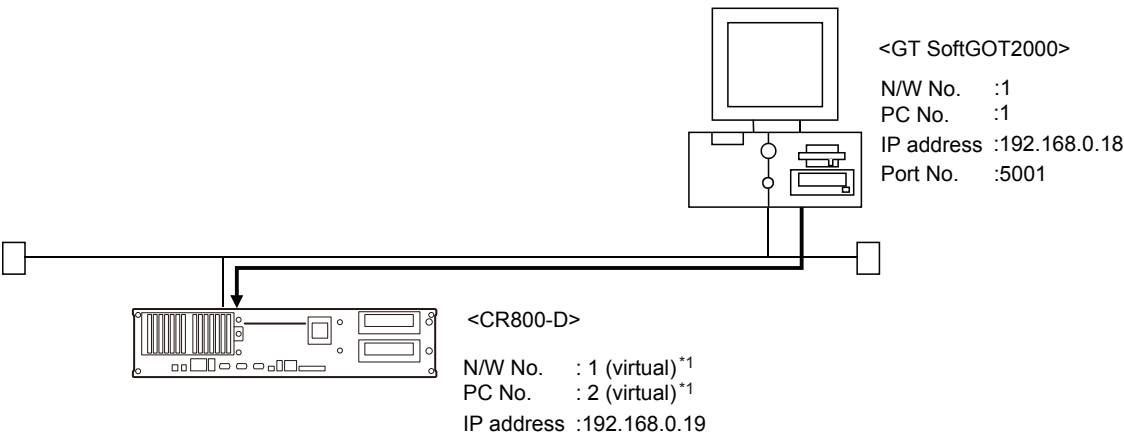 <GT SoftGOT2000>
N/W No. :1
PC No. :1
IP address :192.168.0.18
Port No. :5001
<CR800-D>
N/W No. : 1 (virtual)*1
PC No. : 2 (virtual)*1
IP address :192.168.0.19